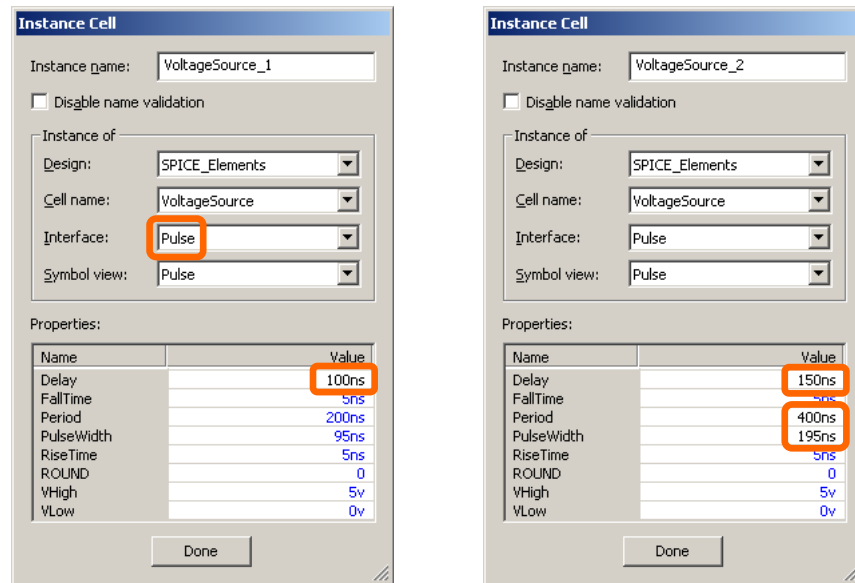 Instance Cell
Instance name: VoltageSource_1
Disable name validation
Instance of
Design: SPICE_Elements
Cell name: VoltageSource
Interface: Pulse
Symbol view: Pulse
Properties:
Name Value
Delay 100ns
FallTime 5ns
Period 200ns
PulseWidth 95ns
RiseTime 5ns
ROUND 0
VHigh 5v
VLow 0v
Done
Instance Cell
Instance name: VoltageSource_2
Disable name validation
Instance of
Design: SPICE_Elements
Cell name: VoltageSource
Interface: Pulse
Symbol view: Pulse
Properties:
Name Value
Delay 150ns
FallTime 5ns
Period 400ns
PulseWidth 195ns
RiseTime 5ns
ROUND 0
VHigh 5v
VLow 0v
Done